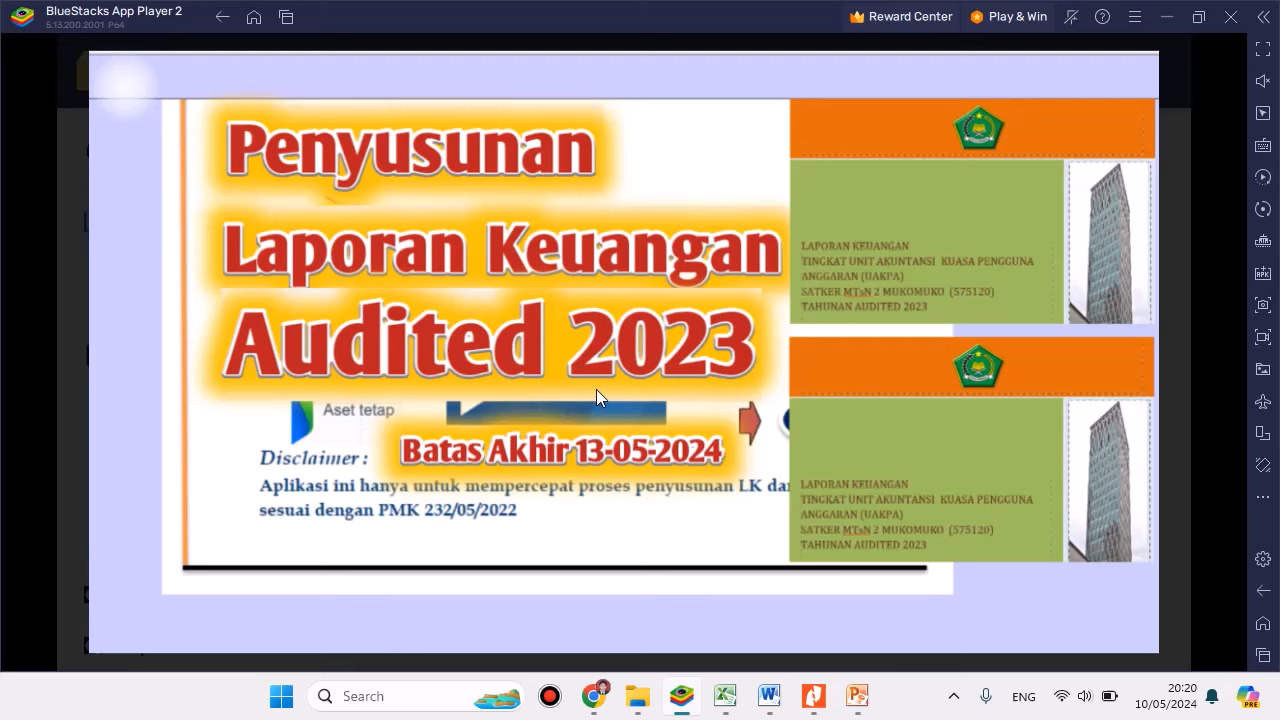 BlueStacks App Player 2
5.13.200.2001 P64
Reward Center
Play & Win
Penyusunan
Laporan Keuangan
Audited 2023
Aset tetap
Disclaimer :
Batas Akhir 13-05-2024
Aplikasi ini hanya untuk mempercepat proses penyusunan LK dan
sesuai dengan PMK 232/05/2022
LAPORAN KEUANGAN
TINGKAT UNIT AKUNTANSI KUASA PENGGUNA
ANGGARAN (UAKPA)
SATKER MTsN 2 MUKOMUKO (575120)
TAHUNAN AUDITED 2023
LAPORAN KEUANGAN
TINGKAT UNIT AKUNTANSI KUASA PENGGUNA
ANGGARAN (UAKPA)
SATKER MTsN 2 MUKOMUKO (575120)
TAHUNAN AUDITED 2023
Search
ENG
20:20
10/05/2024